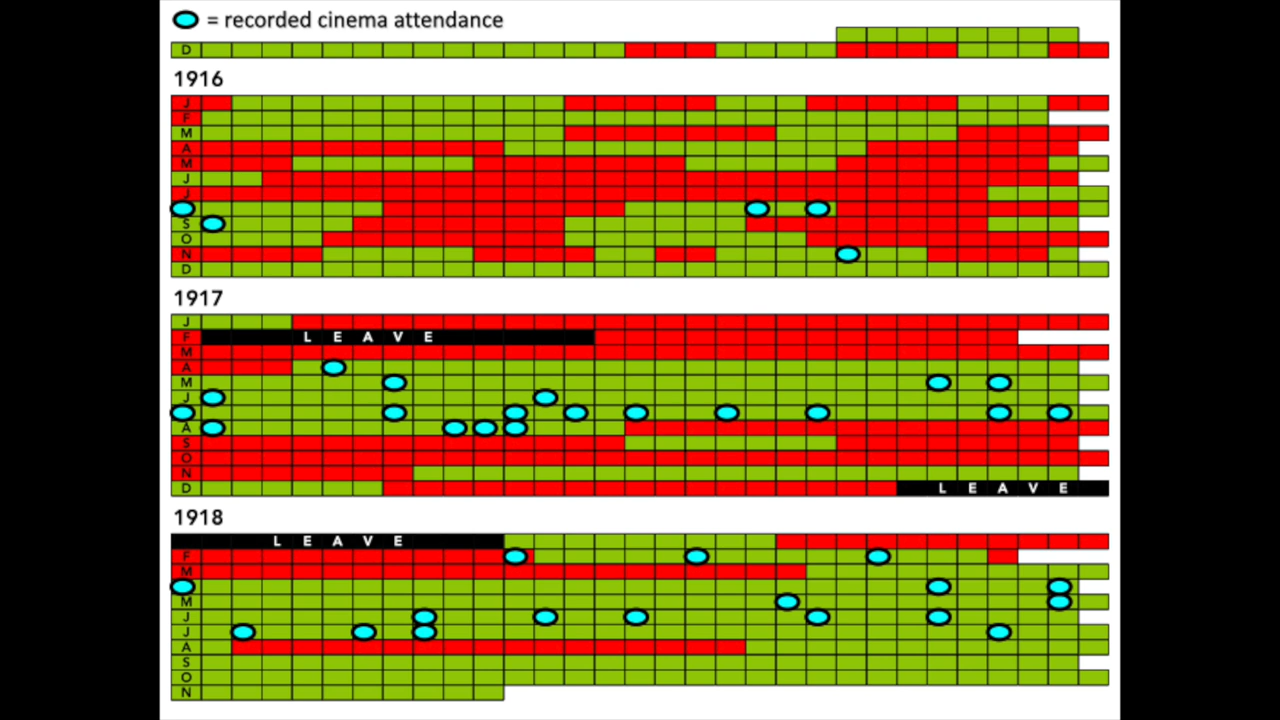 = recorded cinema attendance
D
1916
J
F
M
A
M
J
J
S
O
N
D
1917
J
F L E A V E
M
A
M
J
A
S
O
N
D L E A V E
1918
L E A V E
F
M
M
J
J
A
S
O
N